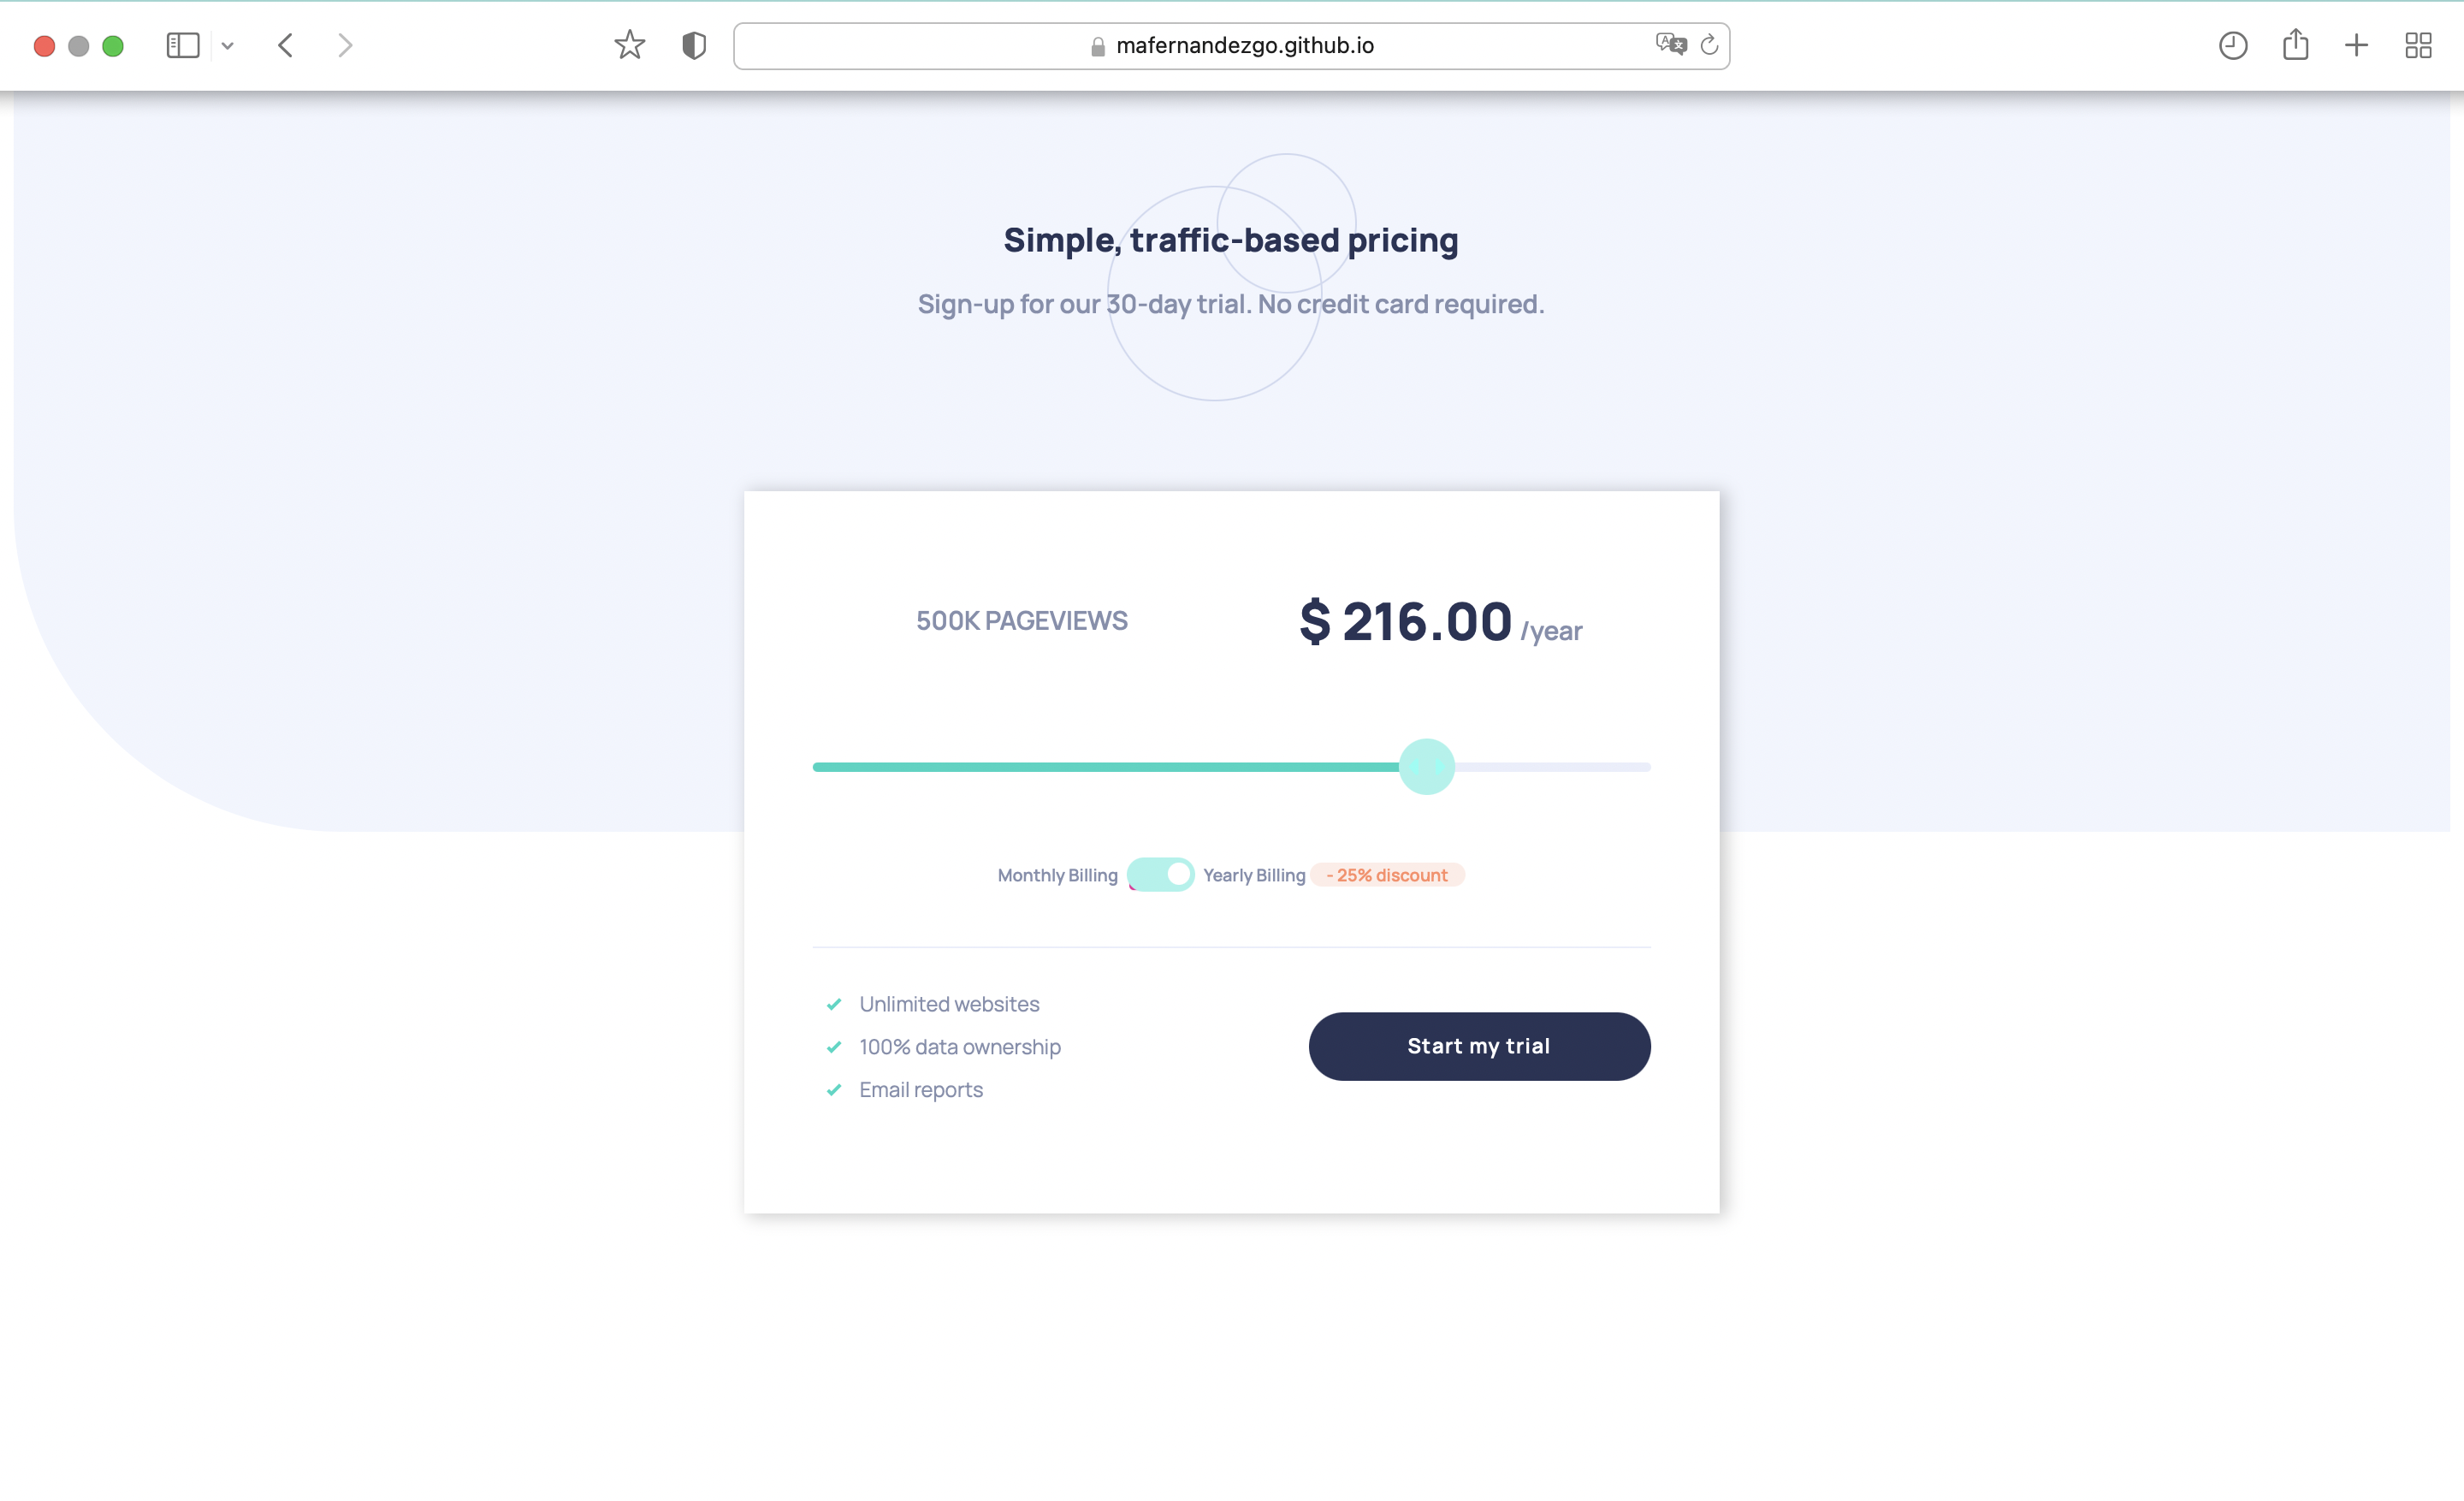 mafernandezgo.github.io
Simple, traffic-based pricing
Sign-up for our 30-day trial. No credit card required.
500K PAGEVIEWS
$ 216.00 /year
Monthly Billing Yearly Billing - 25% discount
Unlimited websites
100% data ownership
Email reports
Start my trial